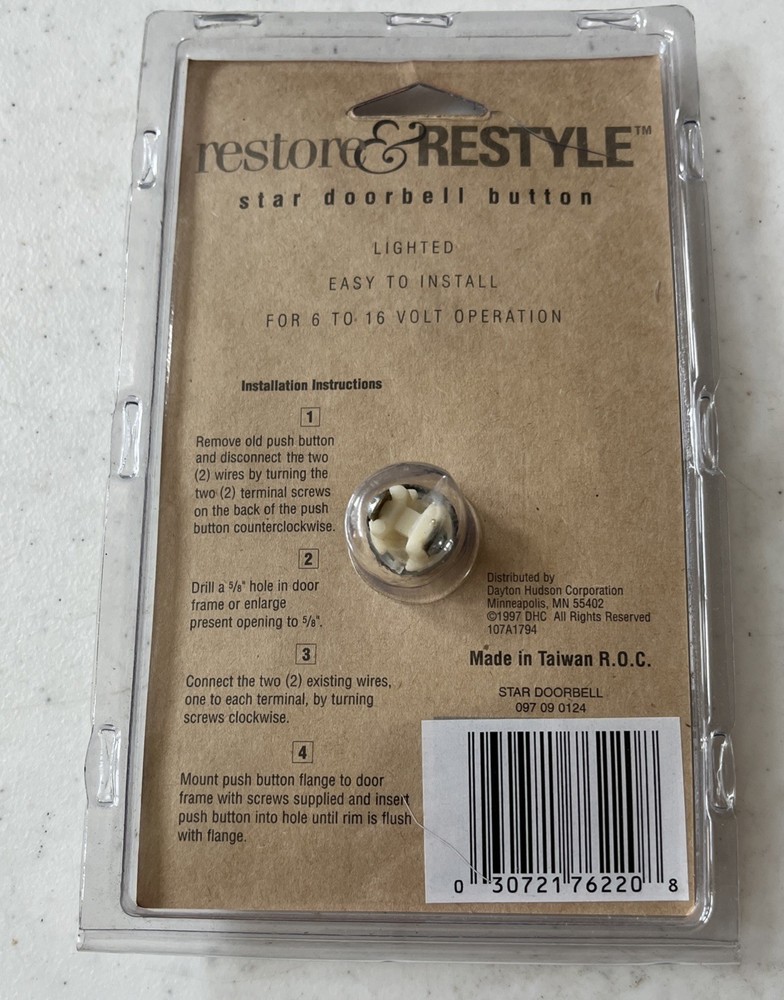 restore&RESTYLE™
star doorbell button
LIGHTED
EASY TO INSTALL
FOR 6 TO 16 VOLT OPERATION
Installation Instructions
1
Remove old push button
and disconnect the two
(2) wires by turning the
two (2) terminal screws
on the back of the push
button counterclockwise.
2
Drill a 5/8" hole in door
frame or enlarge
present opening to 5/8".
3
Connect the two (2) existing wires,
one to each terminal, by turning
screws clockwise.
4
Mount push button flange to door
frame with screws supplied and insert
push button into hole until rim is flush
with flange.
Distributed by
Dayton Hudson Corporation
Minneapolis, MN 55402
©1997 DHC All Rights Reserved
107A1794
Made in Taiwan R.O.C.
STAR DOORBELL
097 09 0124
0 30721 76220 8